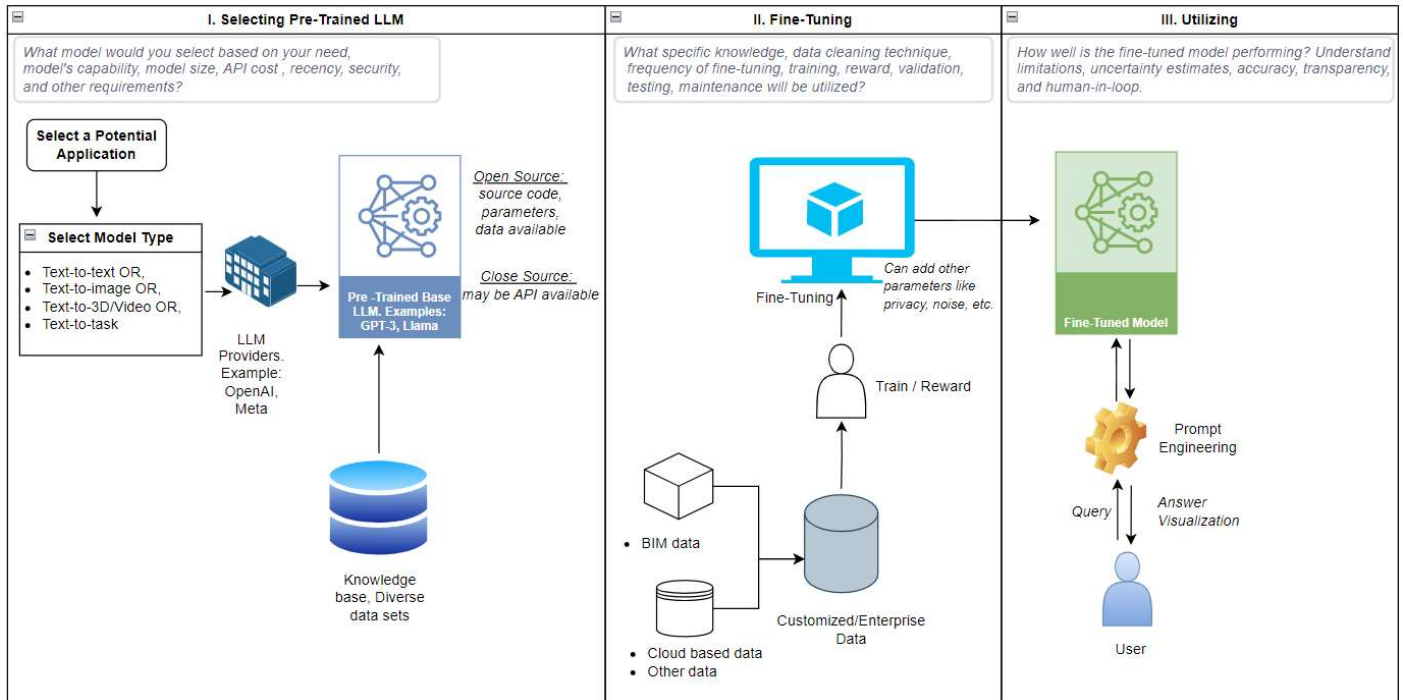 I. Selecting Pre-Trained LLM
What model would you select based on your need,
model's capability, model size, API cost , recency, security,
and other requirements?
Select a Potential
Application
Select Model Type
• Text-to-text OR,
• Text-to-image OR,
• Text-to-3D/Video OR,
• Text-to-task
LLM
Providers.
Example:
OpenAI,
Meta
Pre -Trained Base
LLM. Examples:
GPT-3, Llama
Open Source:
source code,
parameters,
data available
Close Source:
may be API available
Knowledge
base, Diverse
data sets
II. Fine-Tuning
What specific knowledge, data cleaning technique,
frequency of fine-tuning, training, reward, validation,
testing, maintenance will be utilized?
Fine-Tuning
Can add other
parameters like
privacy, noise, etc.
Train / Reward
• BIM data
• Cloud based data
• Other data
Customized/Enterprise
Data
III. Utilizing
How well is the fine-tuned model performing? Understand
limitations, uncertainty estimates, accuracy, transparency,
and human-in-loop.
Fine-Tuned Model
Prompt
Engineering
Query
Answer
Visualization
User